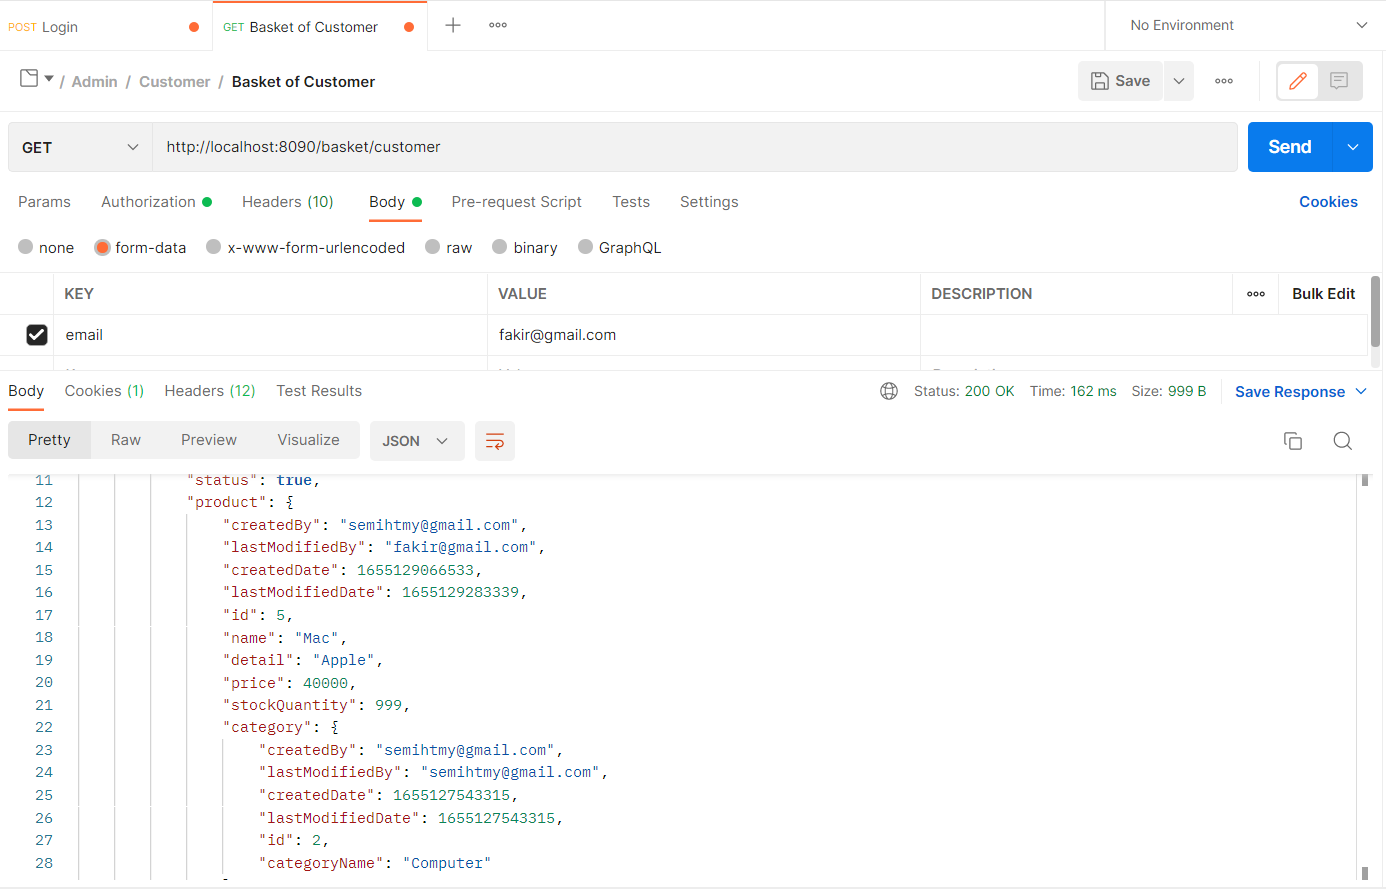 POST Login GET Basket of Customer No Environment
/ Admin / Customer / Basket of Customer Save
GET http://localhost:8090/basket/customer Send
Params Authorization Headers (10) Body Pre-request Script Tests Settings Cookies
none form-data x-www-form-urlencoded raw binary GraphQL
KEY VALUE DESCRIPTION Bulk Edit
email fakir@gmail.com
Body Cookies (1) Headers (12) Test Results Status: 200 OK Time: 162 ms Size: 999 B Save Response
Pretty Raw Preview Visualize JSON
11 "status": true,
12 "product": {
13 "createdBy": "semihtmy@gmail.com",
14 "lastModifiedBy": "fakir@gmail.com",
15 "createdDate": 1655129066533,
16 "lastModifiedDate": 1655129283339,
17 "id": 5,
18 "name": "Mac",
19 "detail": "Apple",
20 "price": 40000,
21 "stockQuantity": 999,
22 "category": {
23 "createdBy": "semihtmy@gmail.com",
24 "lastModifiedBy": "semihtmy@gmail.com",
25 "createdDate": 1655127543315,
26 "lastModifiedDate": 1655127543315,
27 "id": 2,
28 "categoryName": "Computer"